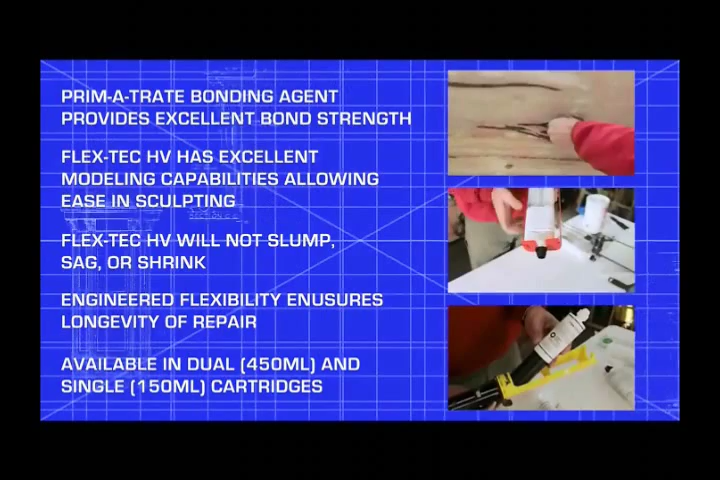 PRIM-A-TRATE BONDING AGENT
PROVIDES EXCELLENT BOND STRENGTH
FLEX-TEC HV HAS EXCELLENT
MODELING CAPABILITIES ALLOWING
EASE IN SCULPTING
FLEX-TEC HV WILL NOT SLUMP,
SAG, OR SHRINK
ENGINEERED FLEXIBILITY ENUSURES
LONGEVITY OF REPAIR
AVAILABLE IN DUAL (450ML) AND
SINGLE (150ML) CARTRIDGES